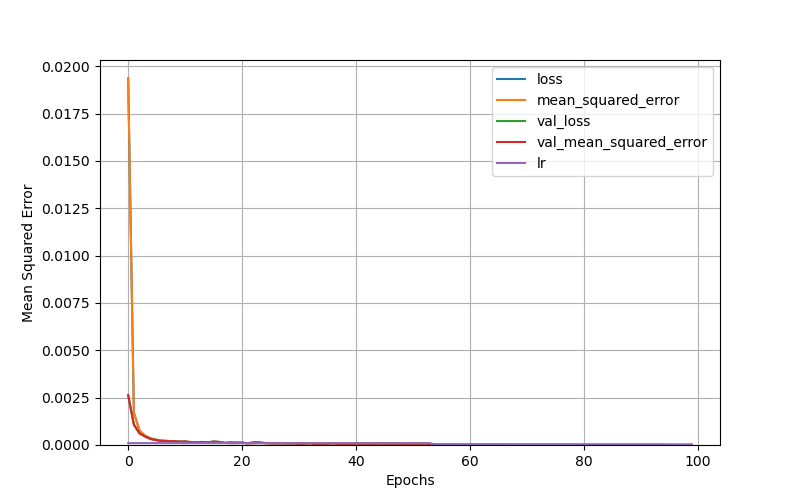 0.0200
0.0175
0.0150
0.0125
0.0100
0.0075
0.0050
0.0025
0.0000
Mean Squared Error
loss
mean_squared_error
val_loss
val_mean_squared_error
lr
0 20 40 60 80 100
Epochs